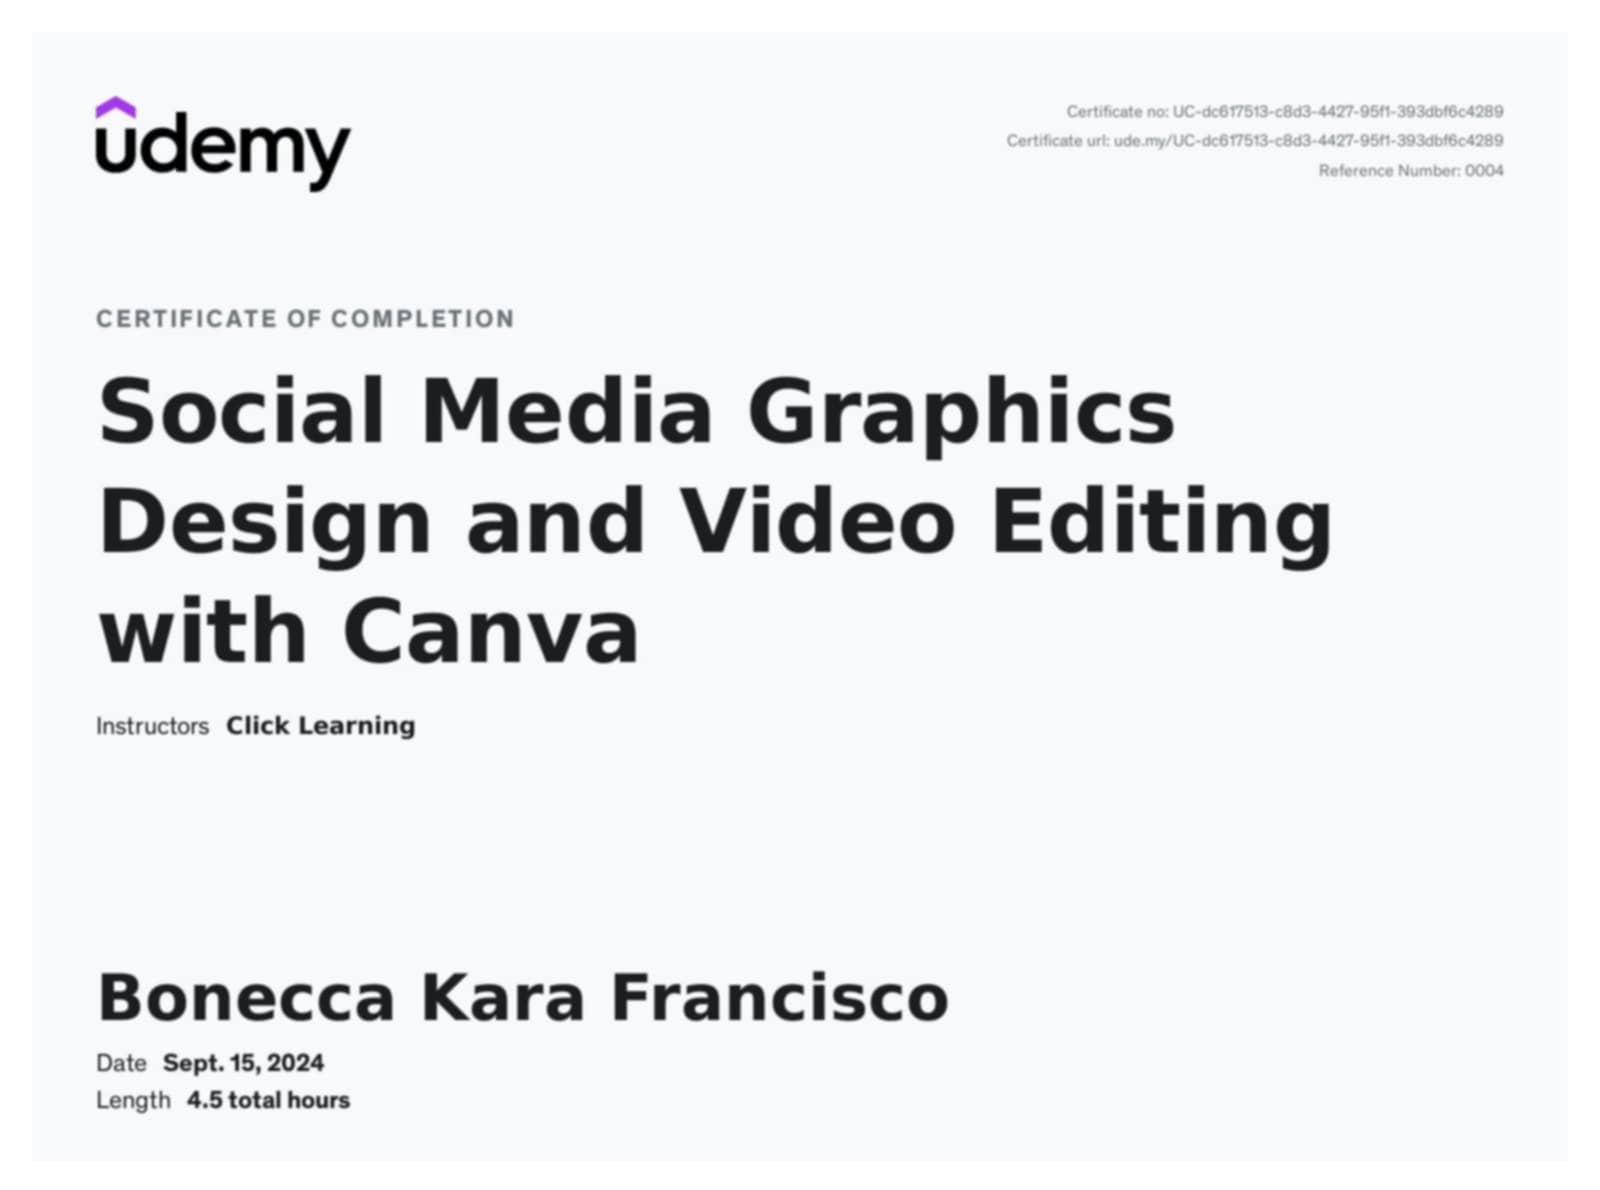 udemy
Certificate no: UC-dc617513-c8d3-4427-95f1-393dbf6c4289
Certificate url: ude.my/UC-dc617513-c8d3-4427-95f1-393dbf6c4289
Reference Number: 0004
CERTIFICATE OF COMPLETION
Social Media Graphics
Design and Video Editing
with Canva
Instructors Click Learning
Bonecca Kara Francisco
Date Sept. 15, 2024
Length 4.5 total hours